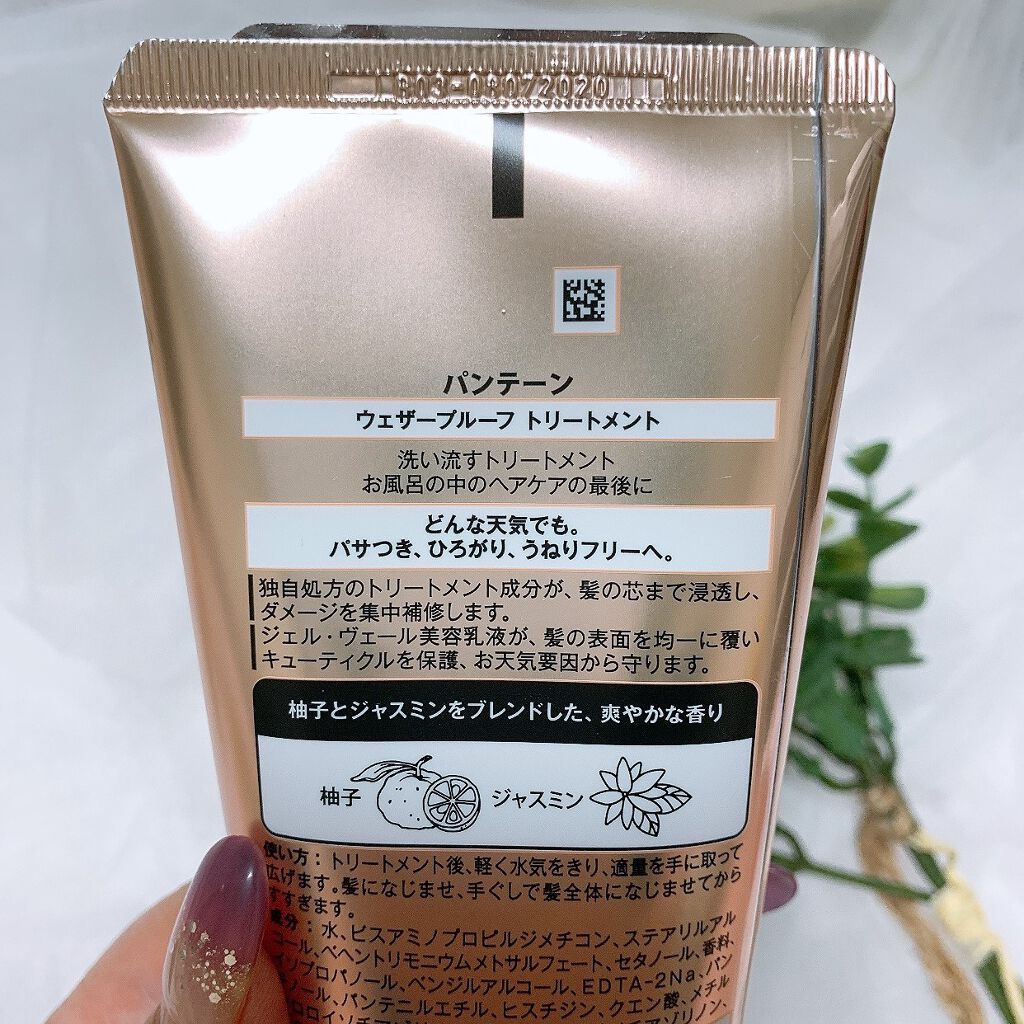 パンテーン
ウェザープルーフ トリートメント
洗い流すトリートメント
お風呂の中のヘアケアの最後に
どんな天気でも。
パサつき、ひろがり、うねりフリーへ。
独自処方のトリートメント成分が、髪の芯まで浸透し、
ダメージを集中補修します。
ジェル・ヴェール美容乳液が、髪の表面を均一に覆い
キューティクルを保護、お天気要因から守ります。
柚子とジャスミンをブレンドした、爽やかな香り
柚子 ジャスミン
使い方：トリートメント後、軽く水気をきり、適量を手に取って
広げます。髪になじませ、手ぐしで髪全体になじませてから
すすぎます。
成分：水、ビスアミノプロピルジメチコン、ステアリルアル
コール、ベヘントリモニウムメトサルフェート、セタノール、香料、
イソプロパノール、ベンジルアルコール、EDTA-2Na、パン
ノール、パンテニルエチル、ヒスチジン、クエン酸、メチル